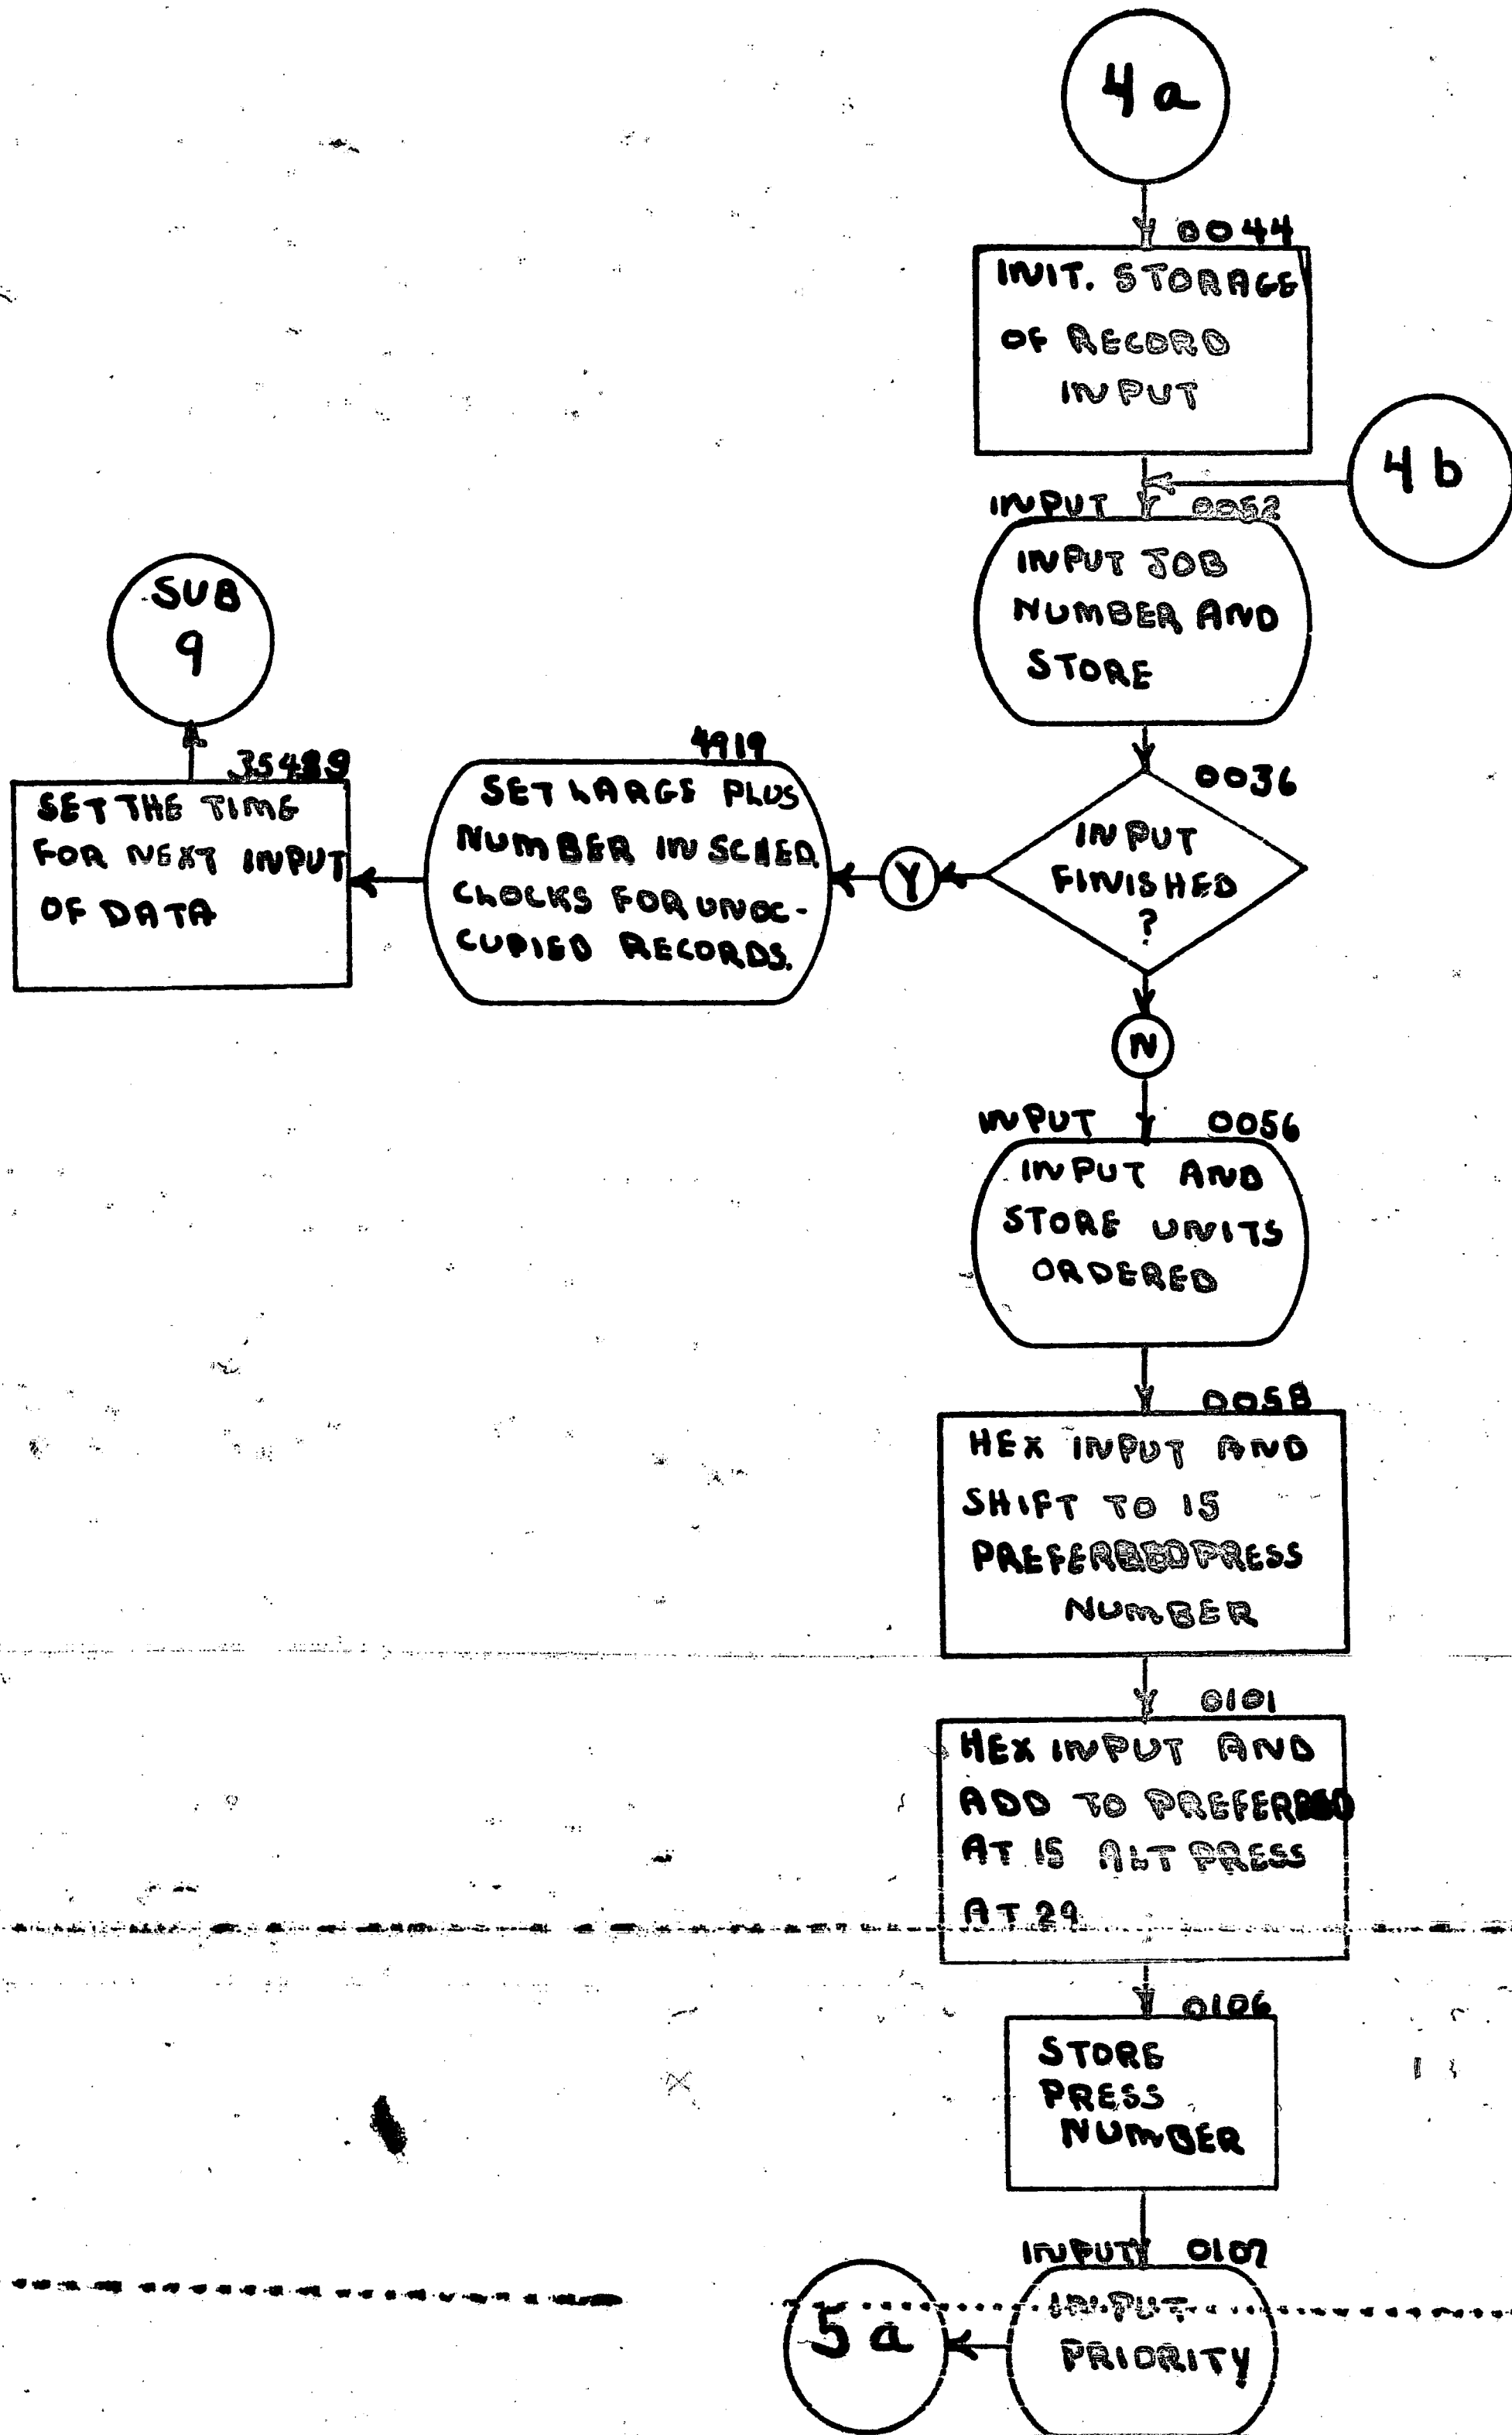 4a
0044
INIT. STORAGE
OF RECORD
INPUT
4b
INPUT 0052
INPUT JOB
NUMBER AND
STORE
SUB
9
0036
INPUT
FINISHED
?
Y
4919
SET LARGE PLUS
NUMBER IN SCHED.
CLOCKS FOR UNOC-
CUPIED RECORDS.
SET THE TIME
FOR NEXT INPUT
OF DATA
N
INPUT 0056
INPUT AND
STORE UNITS
ORDERED
0058
HEX INPUT AND
SHIFT TO 15
PREFERRED PRESS
NUMBER
0101
HEX INPUT AND
ADD TO PREFERRED
AT 15 ALT PRESS
AT 29
0106
STORE
PRESS
NUMBER
INPUT 0107
INPUT
PRIORITY
5a